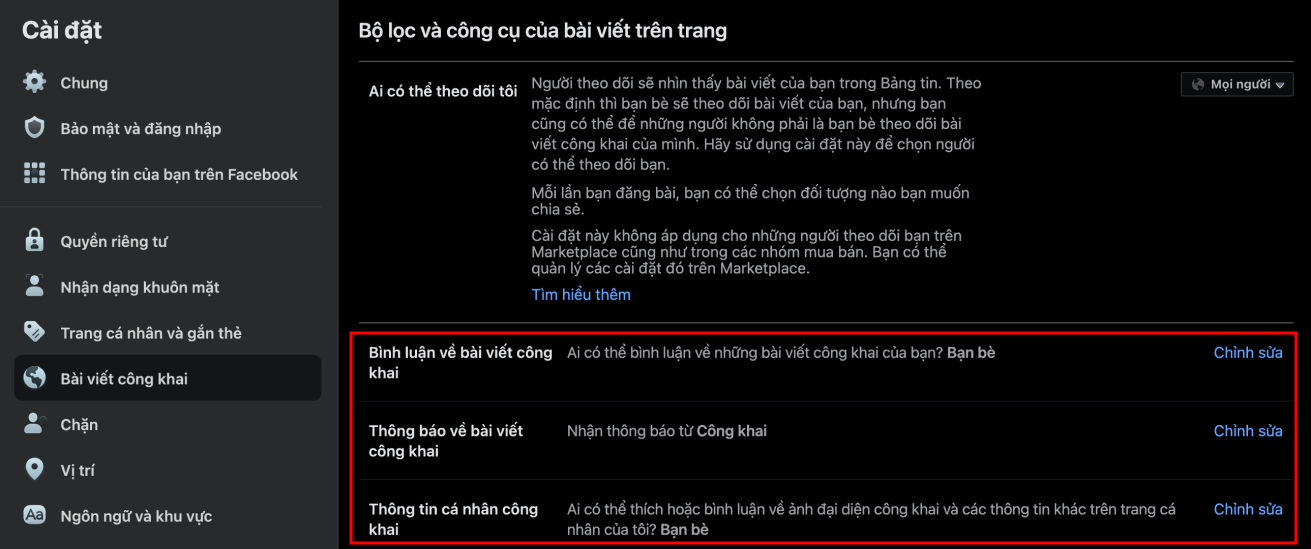 Cài đặt
Chung
Bảo mật và đăng nhập
Thông tin của bạn trên Facebook
Quyền riêng tư
Nhận dạng khuôn mặt
Trang cá nhân và gắn thẻ
Bài viết công khai
Chặn
Vị trí
Aa
Ngôn ngữ và khu vực
Bộ lọc và công cụ của bài viết trên trang
Ai có thể theo dõi tôi
Người theo dõi sẽ nhìn thấy bài viết của bạn trong Bảng tin. Theo
mặc định thì bạn bè sẽ theo dõi bài viết của bạn, nhưng bạn
cũng có thể để những người không phải là bạn bè theo dõi bài
viết công khai của mình. Hãy sử dụng cài đặt này để chọn người
có thể theo dõi bạn.
Mỗi lần bạn đăng bài, bạn có thể chọn đối tượng nào bạn muốn
chia sẻ.
Cài đặt này không áp dụng cho những người theo dõi bạn trên
Marketplace cũng như trong các nhóm mua bán. Bạn có thể
quản lý các cài đặt đó trên Marketplace.
Tìm hiểu thêm
Mọi người
Bình luận về bài viết công
khai
Ai có thể bình luận về những bài viết công khai của bạn? Bạn bè
Chỉnh sửa
Thông báo về bài viết
công khai
Nhận thông báo từ Công khai
Chỉnh sửa
Thông tin cá nhân công
khai
Ai có thể thích hoặc bình luận về ảnh đại diện công khai và các thông tin khác trên trang cá
nhân của tôi? Bạn bè
Chỉnh sửa